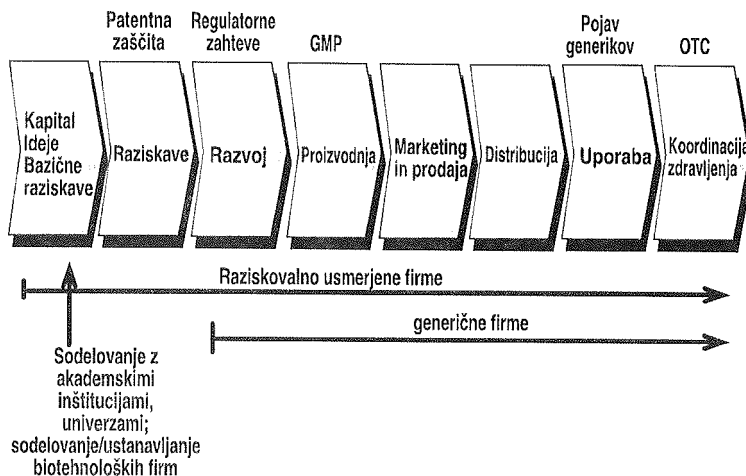 Patentna
zaščita
Regulatorne
zahteve
GMP
Pojav
generikov
OTC
Kapital
Ideje
Bazične
raziskave
Raziskave
Razvoj
Proizvodnja
Marketing
in prodaja
Distribucija
Uporaba
Koordinacija
zdravljenja
Raziskovalno usmerjene firme
generične firme
Sodelovanje z
akademskimi
inštitucijami,
univerzami;
sodelovanje/ustanavljanje
biotehnoloških firm